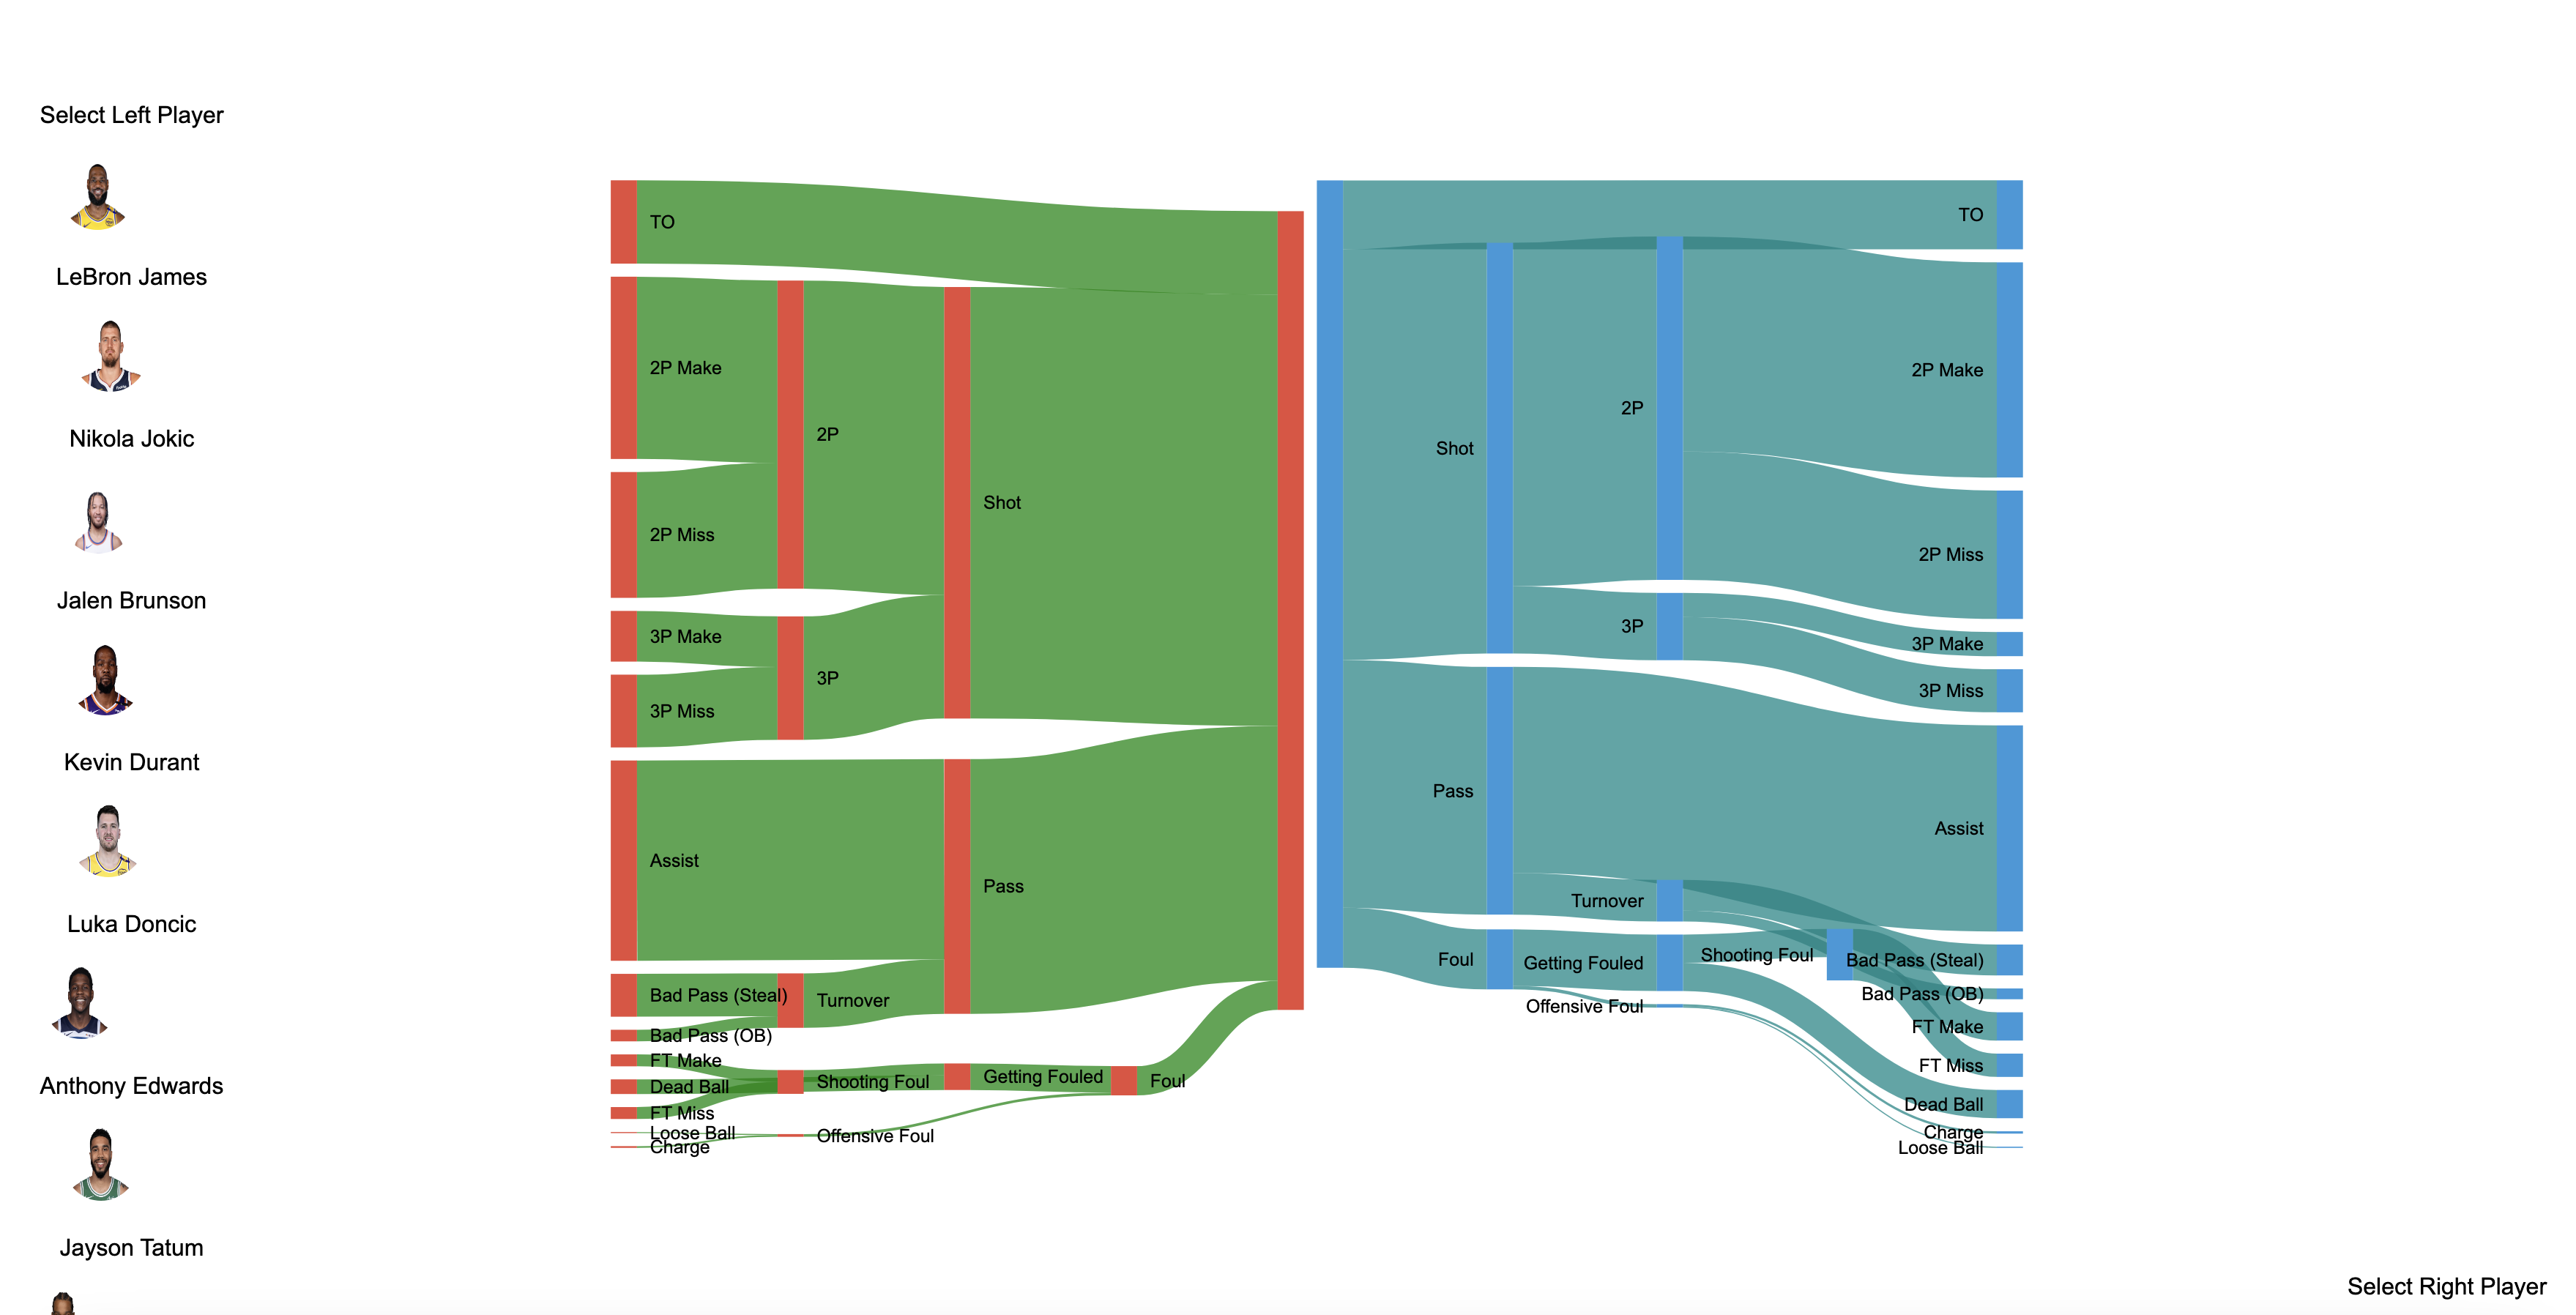 Select Left Player
LeBron James
Nikola Jokic
Jalen Brunson
Kevin Durant
Luka Doncic
Anthony Edwards
Jayson Tatum
TO
2P Make
2P Miss
3P Make
3P Miss
Assist
Bad Pass (Steal)
Bad Pass (OB)
FT Make
Dead Ball
FT Miss
Loose Ball
Charge
2P
3P
Turnover
Shooting Foul
Offensive Foul
Shot
Pass
Getting Fouled
Foul
Shot
Pass
Foul
2P
3P
Turnover
Getting Fouled
Offensive Foul
Shooting Foul
TO
2P Make
2P Miss
3P Make
3P Miss
Assist
Bad Pass (Steal)
Bad Pass (OB)
FT Make
FT Miss
Dead Ball
Charge
Loose Ball
Select Right Player